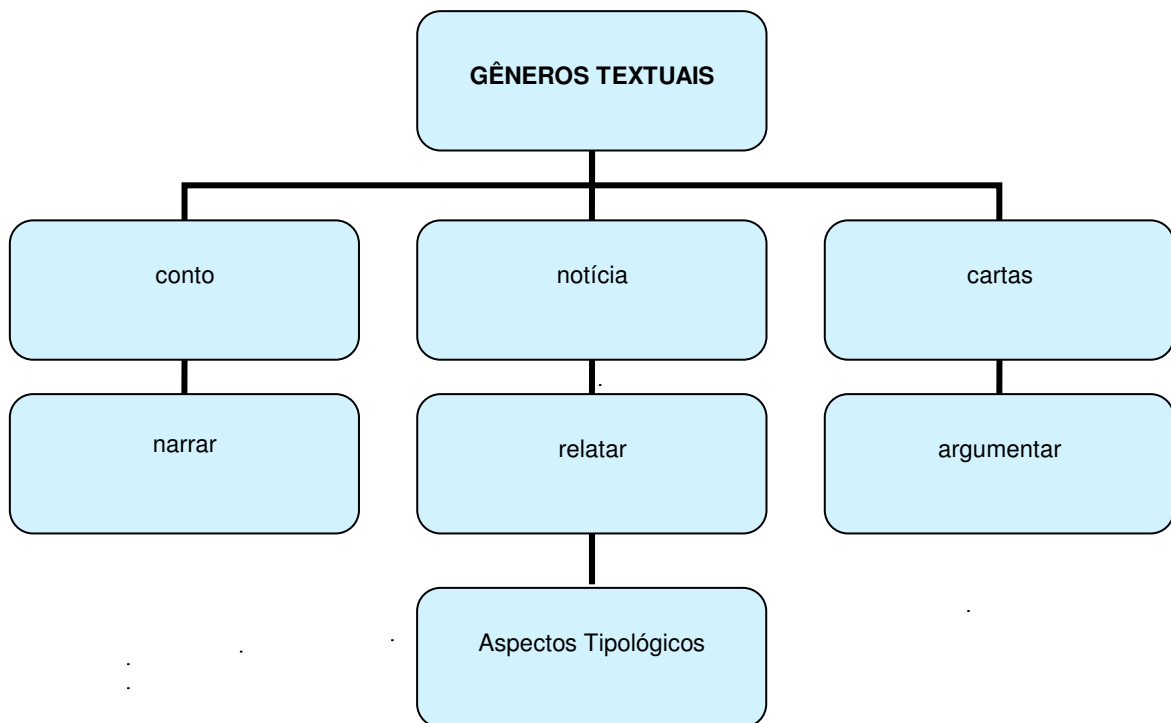 GÊNEROS TEXTUAIS
conto
notícia
cartas
narrar
relatar
argumentar
Aspectos Tipológicos